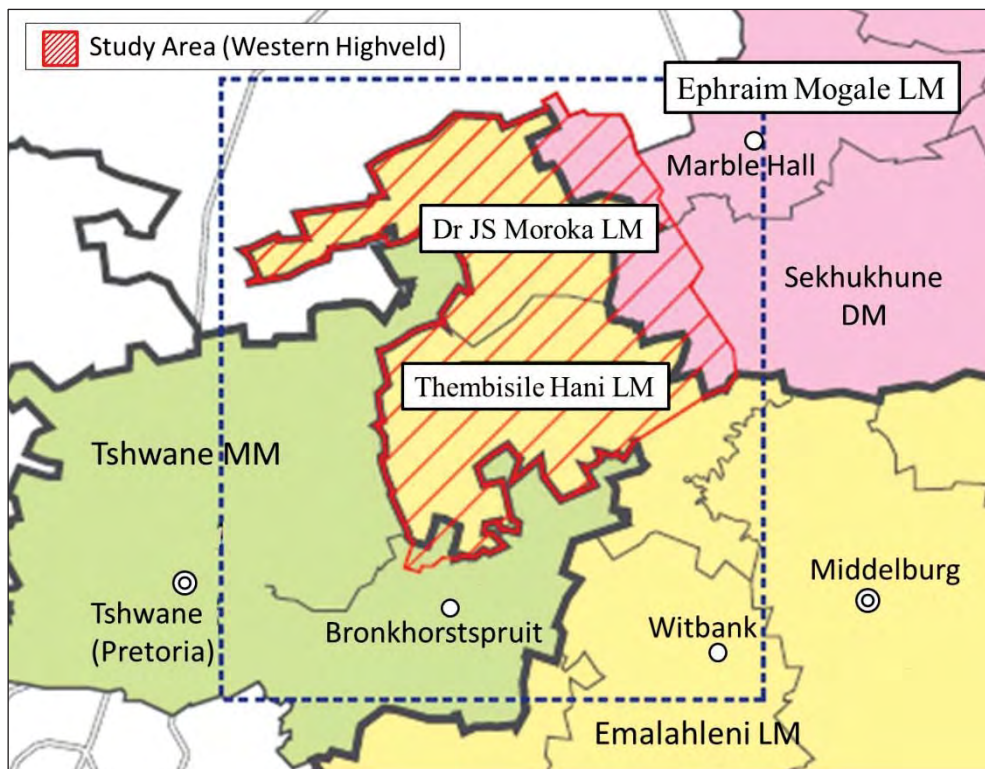 Study Area (Western Highveld)
Ephraim Mogale LM
Marble Hall
Dr JS Moroka LM
Sekhukhune
DM
Thembisile Hani LM
Tshwane MM
Middelburg
Tshwane
(Pretoria)
Bronkhorstspruit
Witbank
Emalahleni LM